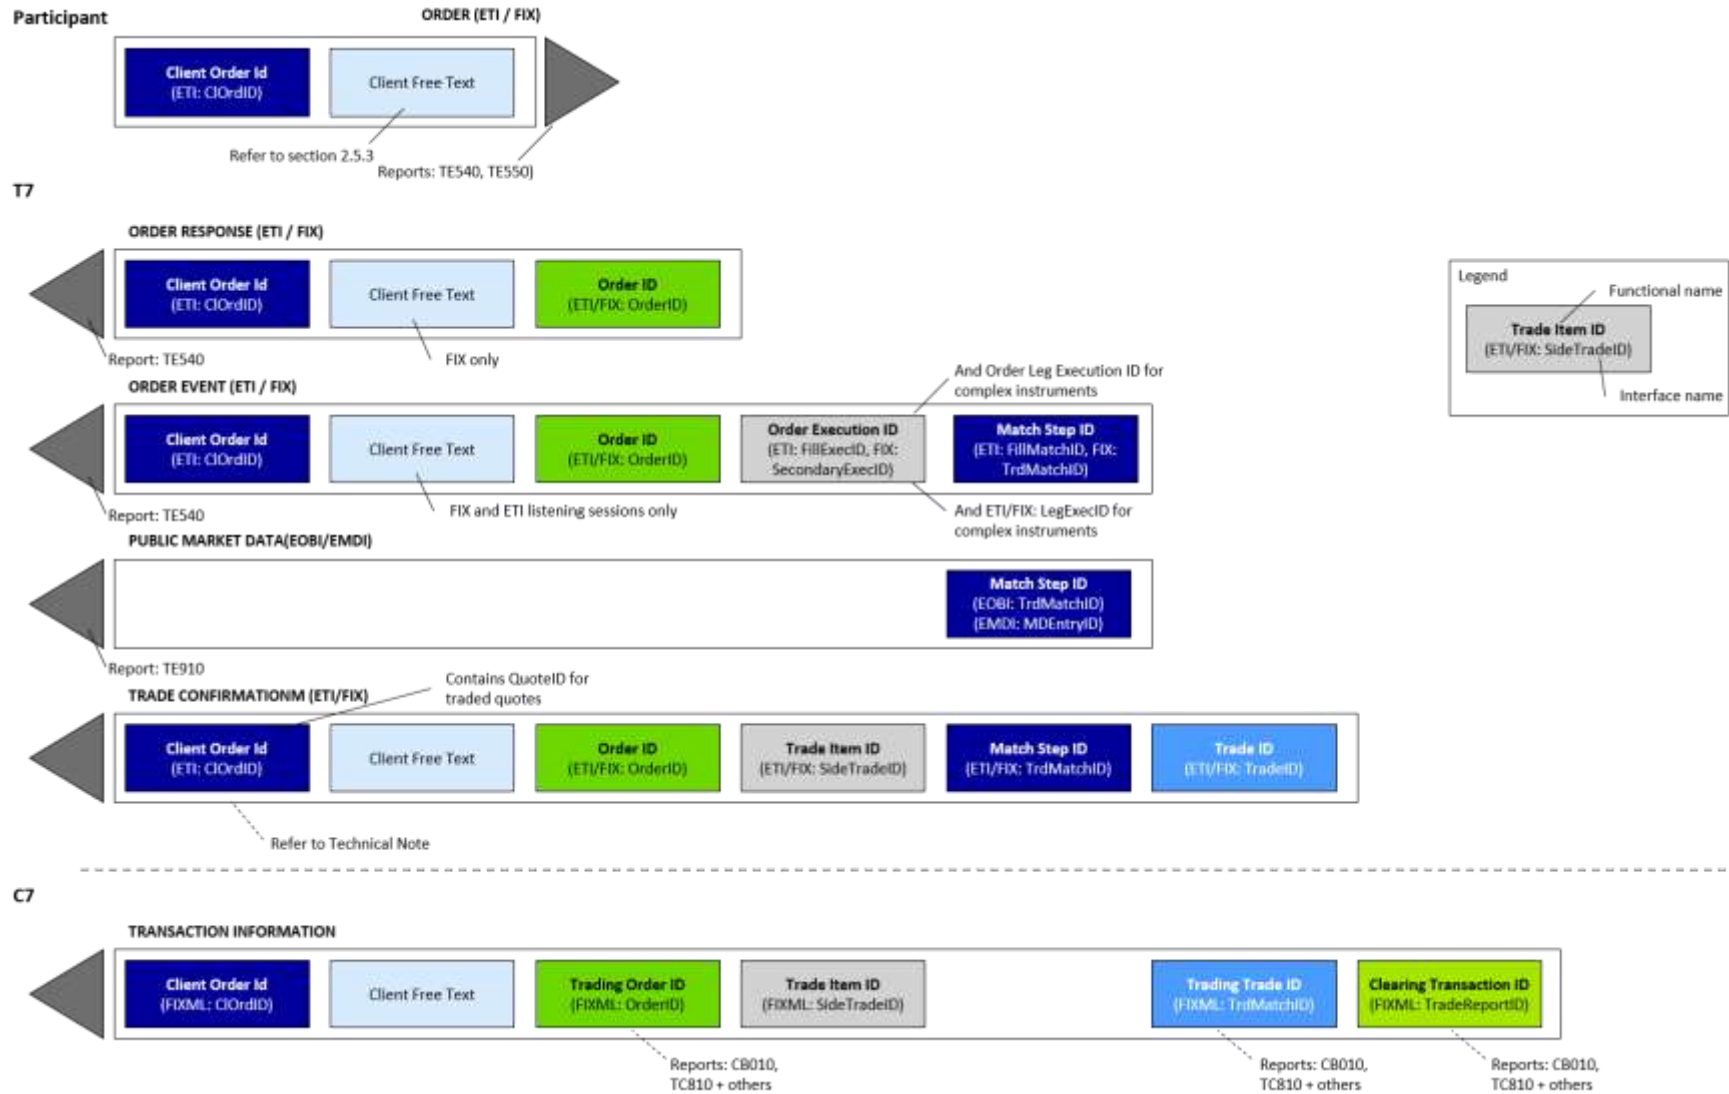 Participant
ORDER (ETI / FIX)
Client Order Id
(ETI: ClOrdID)
Client Free Text
Refer to section 2.5.3
Reports: TE540, TE550)
T7
ORDER RESPONSE (ETI / FIX)
Client Order Id
(ETI: ClOrdID)
Client Free Text
Order ID
(ETI/FIX: OrderID)
Report: TE540
FIX only
Legend
Functional name
Trade Item ID
(ETI/FIX: SideTradeID)
Interface name
ORDER EVENT (ETI / FIX)
And Order Leg Execution ID for
complex instruments
Client Order Id
(ETI: ClOrdID)
Client Free Text
Order ID
(ETI/FIX: OrderID)
Order Execution ID
(ETI: FillExecID, FIX:
SecondaryExecID)
Match Step ID
(ETI: FillMatchID, FIX:
TrdMatchID)
Report: TE540
FIX and ETI listening sessions only
And ETI/FIX: LegExecID for
complex instruments
PUBLIC MARKET DATA(EOBI/EMDI)
Match Step ID
(EOBI: TrdMatchID)
(EMDI: MDEntryID)
Report: TE910
Contains QuoteID for
traded quotes
TRADE CONFIRMATIONM (ETI/FIX)
Client Order Id
(ETI: ClOrdID)
Client Free Text
Order ID
(ETI/FIX: OrderID)
Trade Item ID
(ETI/FIX: SideTradeID)
Match Step ID
(ETI/FIX: TrdMatchID)
Trade ID
(ETI/FIX: TradeID)
Refer to Technical Note
C7
TRANSACTION INFORMATION
Client Order Id
(FIXML: ClOrdID)
Client Free Text
Trading Order ID
(FIXML: OrderID)
Trade Item ID
(FIXML: SideTradeID)
Trading Trade ID
(FIXML: TrdMatchID)
Clearing Transaction ID
(FIXML: TradeReportID)
Reports: CB010,
TC810 + others
Reports: CB010,
TC810 + others
Reports: CB010,
TC810 + others